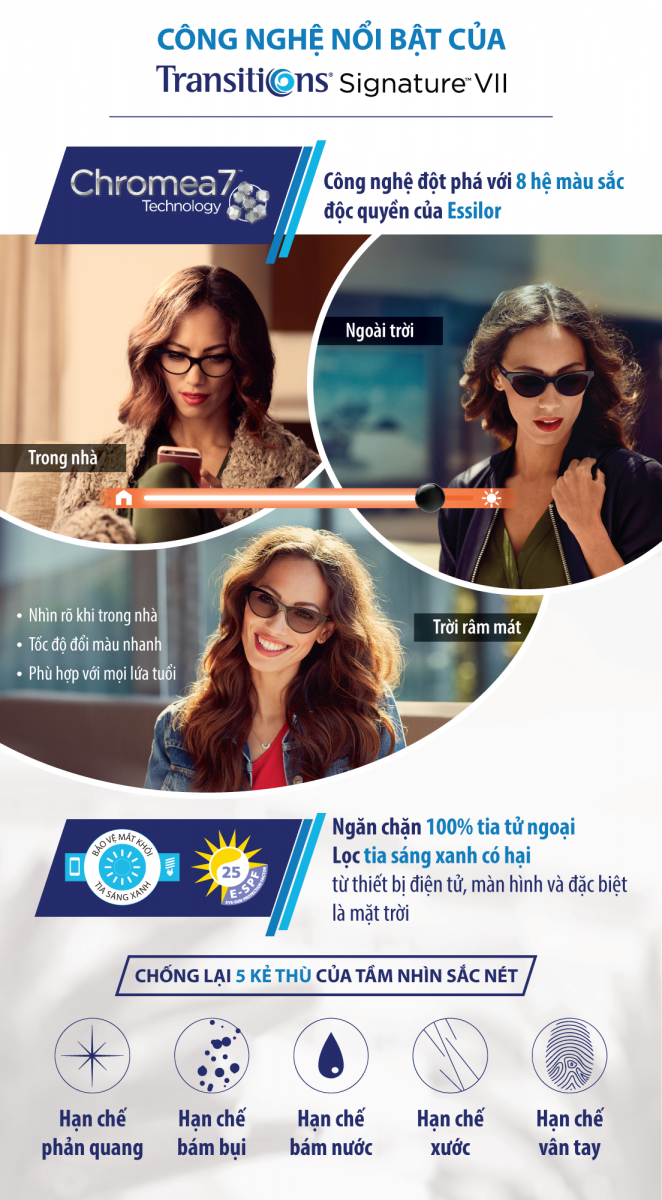 CÔNG NGHỆ NỔI BẬT CỦA
Transitions® Signature™ VII
Chromea7™
Technology
Công nghệ đột phá với 8 hệ màu sắc
độc quyền của Essilor
Ngoài trời
Trong nhà
• Nhìn rõ khi trong nhà
• Tốc độ đổi màu nhanh
• Phù hợp với mọi lứa tuổi
Trời râm mát
BẢO VỆ MẮT KHỎI
TIA SÁNG XANH
25
E-SPF
EYE-SUN PROTECTION FACTOR
Ngăn chặn 100% tia tử ngoại
Lọc tia sáng xanh có hại
từ thiết bị điện tử, màn hình và đặc biệt
là mặt trời
CHỐNG LẠI 5 KẺ THÙ CỦA TẦM NHÌN SẮC NÉT
Hạn chế
phản quang
Hạn chế
bám bụi
Hạn chế
bám nước
Hạn chế
xước
Hạn chế
vân tay